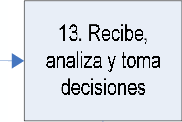 13. Recibe,
analiza y toma
decisiones